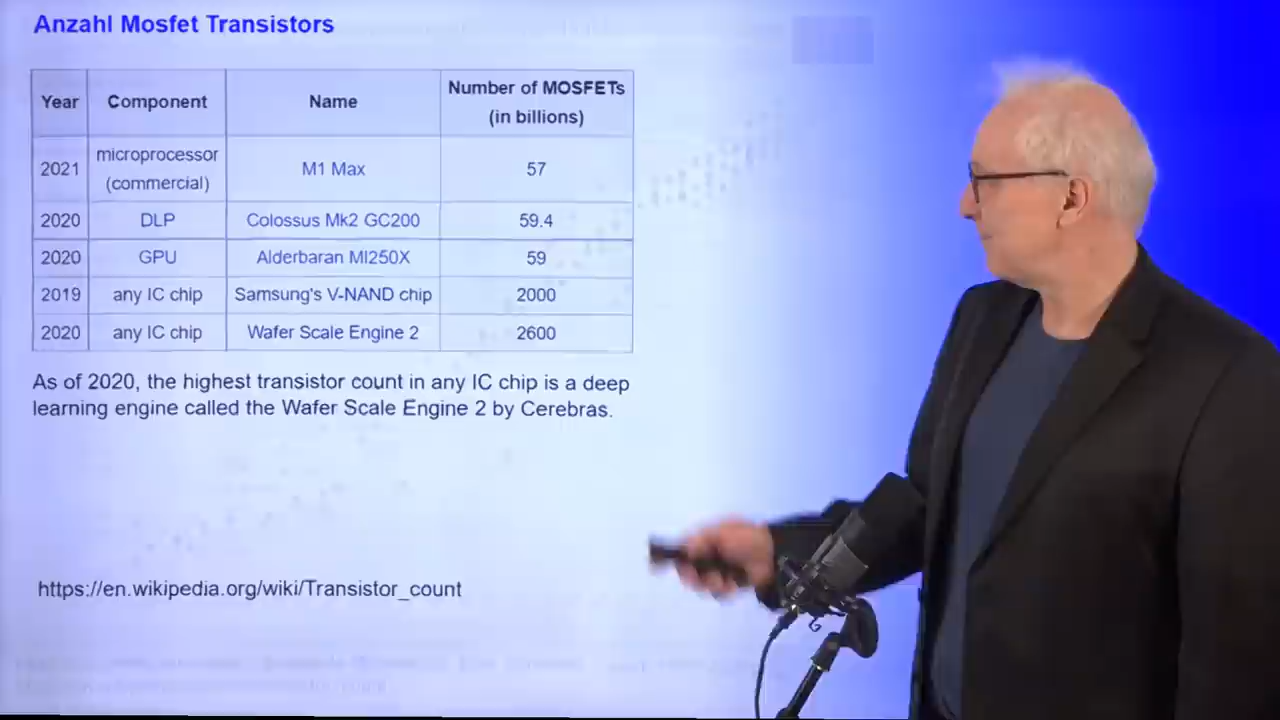 Anzahl Mosfet Transistors
Year Component Name Number of MOSFETs (in billions)
2021 microprocessor (commercial) M1 Max 57
2020 DLP Colossus Mk2 GC200 59.4
2020 GPU Alderbaran MI250X 59
2019 any IC chip Samsung's V-NAND chip 2000
2020 any IC chip Wafer Scale Engine 2 2600
As of 2020, the highest transistor count in any IC chip is a deep
learning engine called the Wafer Scale Engine 2 by Cerebras.
https://en.wikipedia.org/wiki/Transistor_count